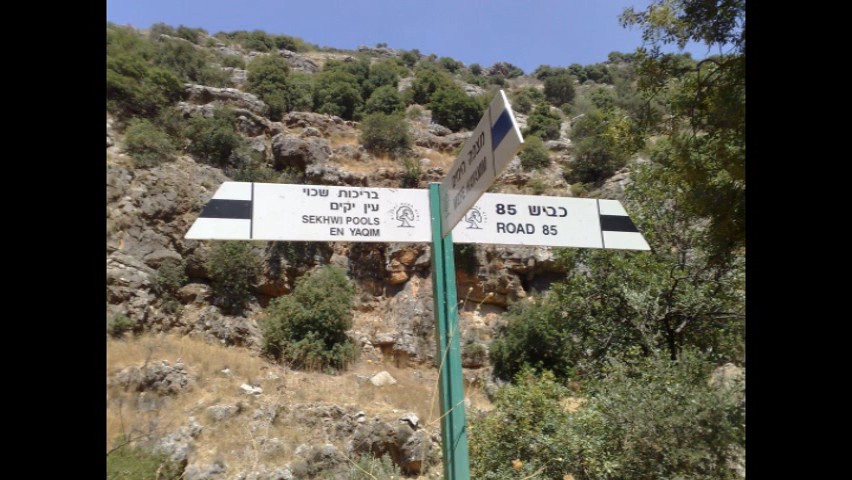 בריכות שכוי
עין יקים
SEKHWI POOLS
EN YAQIM
כביש 85
ROAD 85